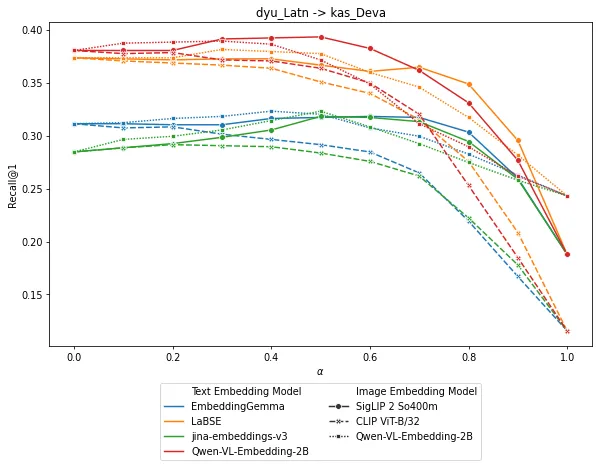 dyu_Latn -> kas_Deva
Recall@1
0.40
0.35
0.30
0.25
0.20
0.15
0.0 0.2 0.4 0.6 0.8 1.0
α
Text Embedding Model Image Embedding Model
EmbeddingGemma SigLIP 2 So400m
LaBSE CLIP ViT-B/32
jina-embeddings-v3 Qwen-VL-Embedding-2B
Qwen-VL-Embedding-2B